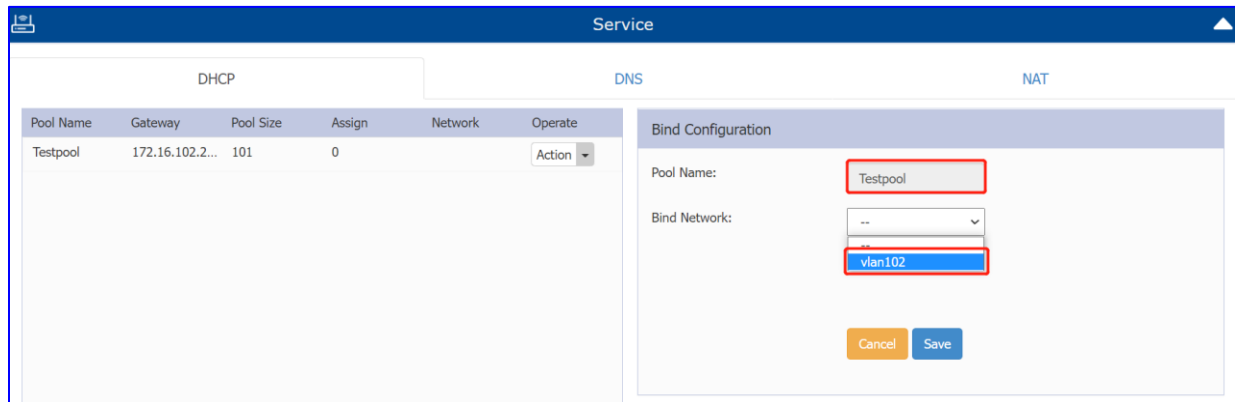 Service
DHCP
DNS
NAT
Pool Name Gateway Pool Size Assign Network Operate
Testpool 172.16.102.2... 101 0 Action
Bind Configuration
Pool Name: Testpool
Bind Network: --
--
vlan102
Cancel Save